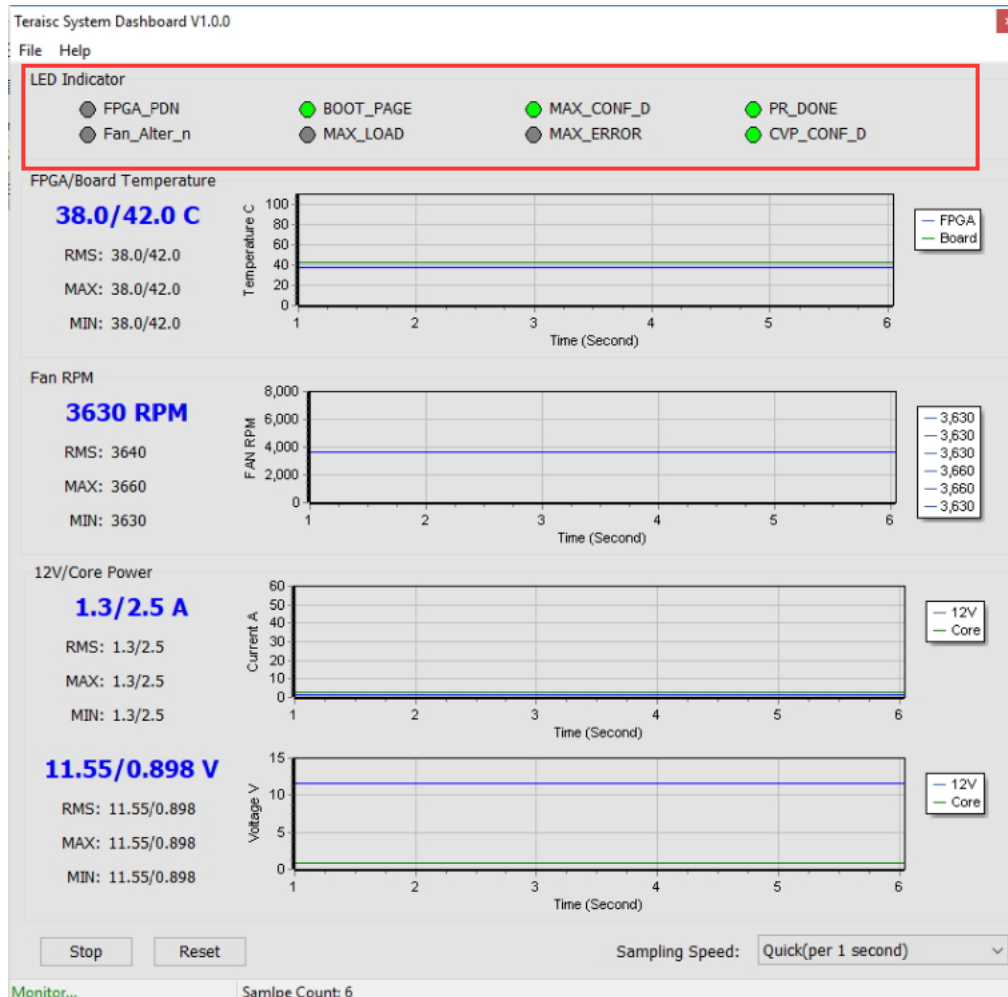 Teraisc System Dashboard V1.0.0
File Help
LED Indicator
FPGA_PDN BOOT_PAGE MAX_CONF_D PR_DONE
Fan_Alter_n MAX_LOAD MAX_ERROR CVP_CONF_D
FPGA/Board Temperature
38.0/42.0 C
RMS: 38.0/42.0
MAX: 38.0/42.0
MIN: 38.0/42.0
Temperature C
100
80
60
40
20
0
1 2 3 4 5 6
Time (Second)
FPGA
Board
Fan RPM
3630 RPM
RMS: 3640
MAX: 3660
MIN: 3630
FAN RPM
8,000
6,000
4,000
2,000
0
1 2 3 4 5 6
Time (Second)
3,630
3,630
3,630
3,660
3,660
3,630
12V/Core Power
1.3/2.5 A
RMS: 1.3/2.5
MAX: 1.3/2.5
MIN: 1.3/2.5
Current A
60
50
40
30
20
10
0
1 2 3 4 5 6
Time (Second)
12V
Core
11.55/0.898 V
RMS: 11.55/0.898
MAX: 11.55/0.898
MIN: 11.55/0.898
Voltage V
15
10
5
0
1 2 3 4 5 6
Time (Second)
12V
Core
Stop Reset Sampling Speed: Quick(per 1 second)
Monitor... Samlpe Count: 6